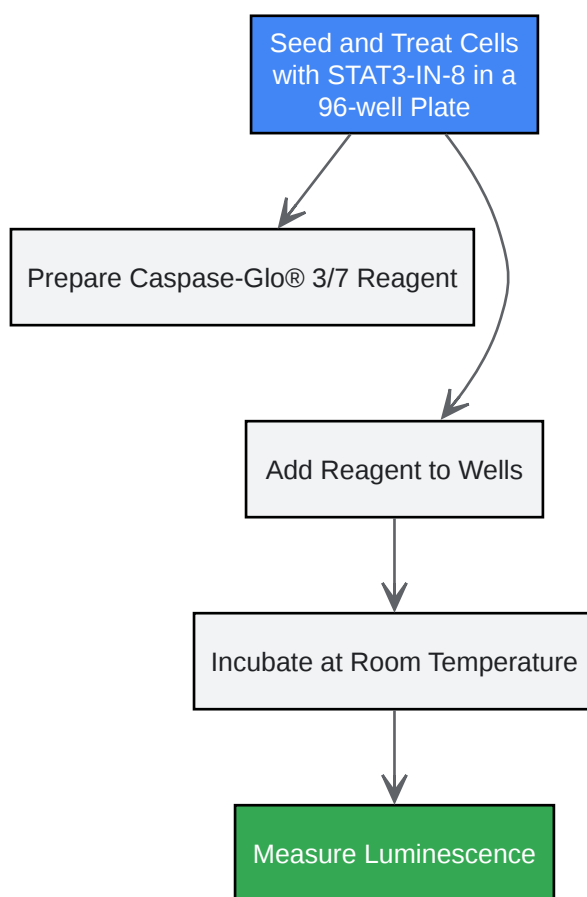 Seed and Treat Cells
with STAT3-IN-8 in a
96-well Plate
Prepare Caspase-Glo® 3/7 Reagent
Add Reagent to Wells
Incubate at Room Temperature
Measure Luminescence